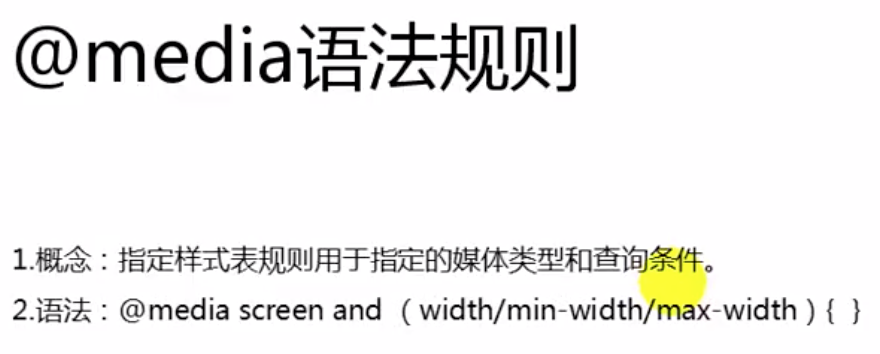 @media语法规则
1.概念：指定样式表规则用于指定的媒体类型和查询条件。
2.语法：@media screen and （width/min-width/max-width）{ }